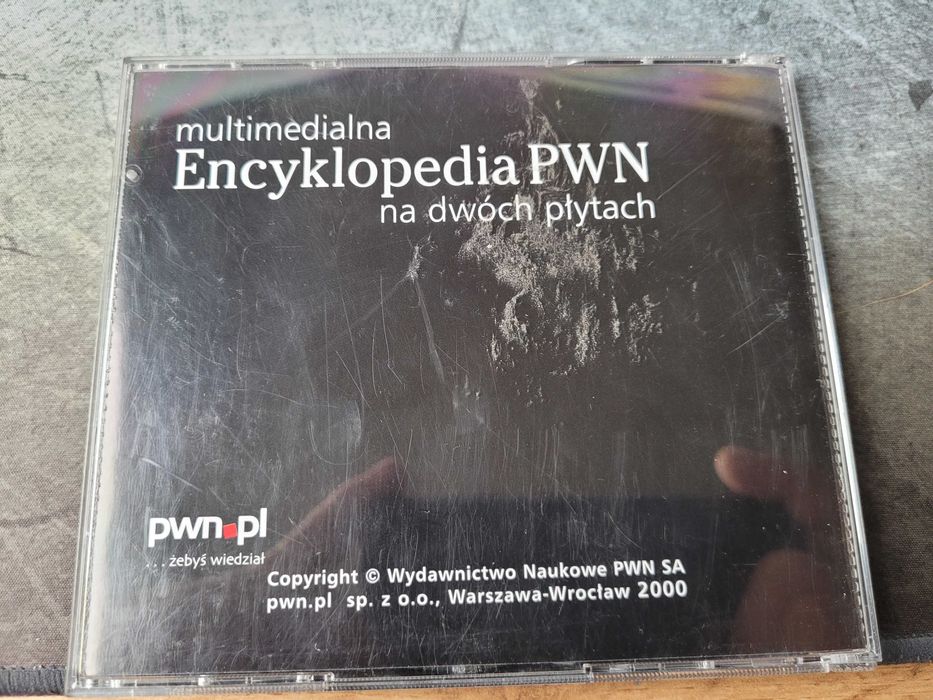 multimedialna
Encyklopedia PWN
na dwóch płytach
pwn.pl
... żebyś wiedział
Copyright © Wydawnictwo Naukowe PWN SA
pwn.pl sp. z o.o., Warszawa-Wrocław 2000